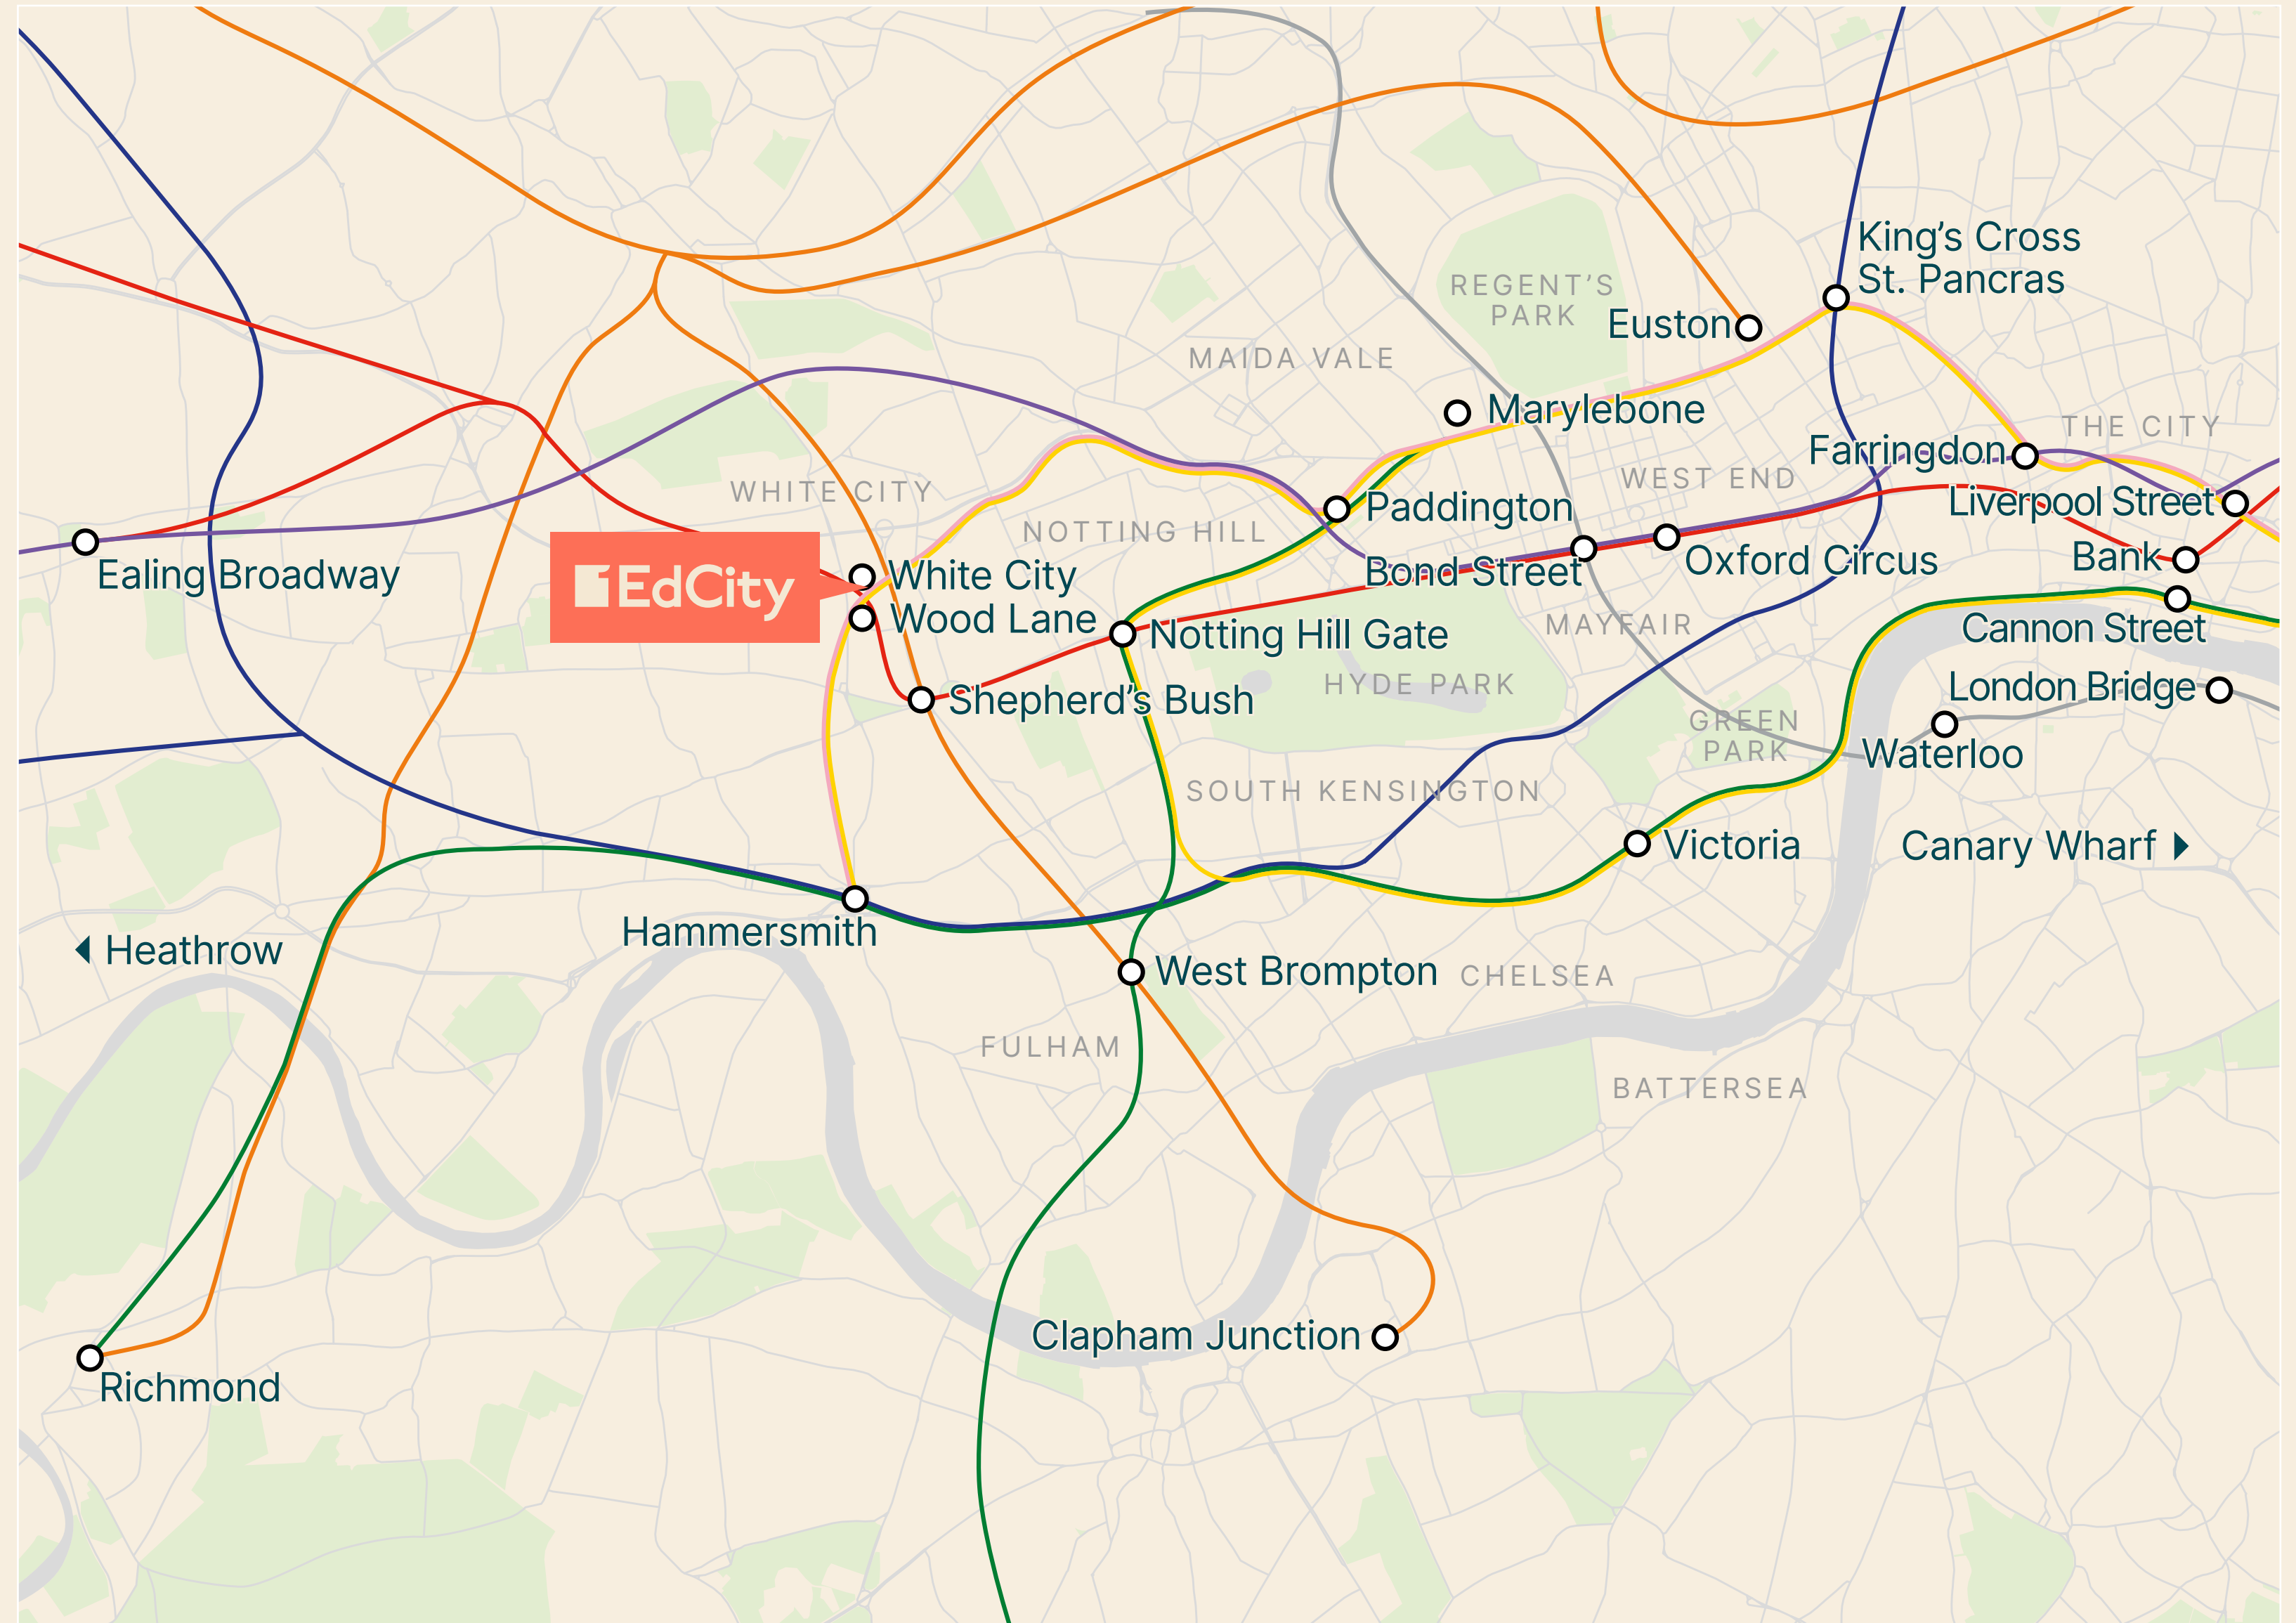 King's Cross
St. Pancras
REGENT'S
PARK
Euston
MAIDA VALE
Marylebone
THE CITY
Farringdon
WEST END
WHITE CITY
Liverpool Street
Paddington
NOTTING HILL
Bank
Oxford Circus
Bond Street
Ealing Broadway
White City
EdCity
Wood Lane
MAYFAIR
Cannon Street
Notting Hill Gate
HYDE PARK
London Bridge
Shepherd's Bush
GREEN
PARK
Waterloo
SOUTH KENSINGTON
Victoria
Canary Wharf
Hammersmith
Heathrow
West Brompton
CHELSEA
FULHAM
BATTERSEA
Clapham Junction
Richmond